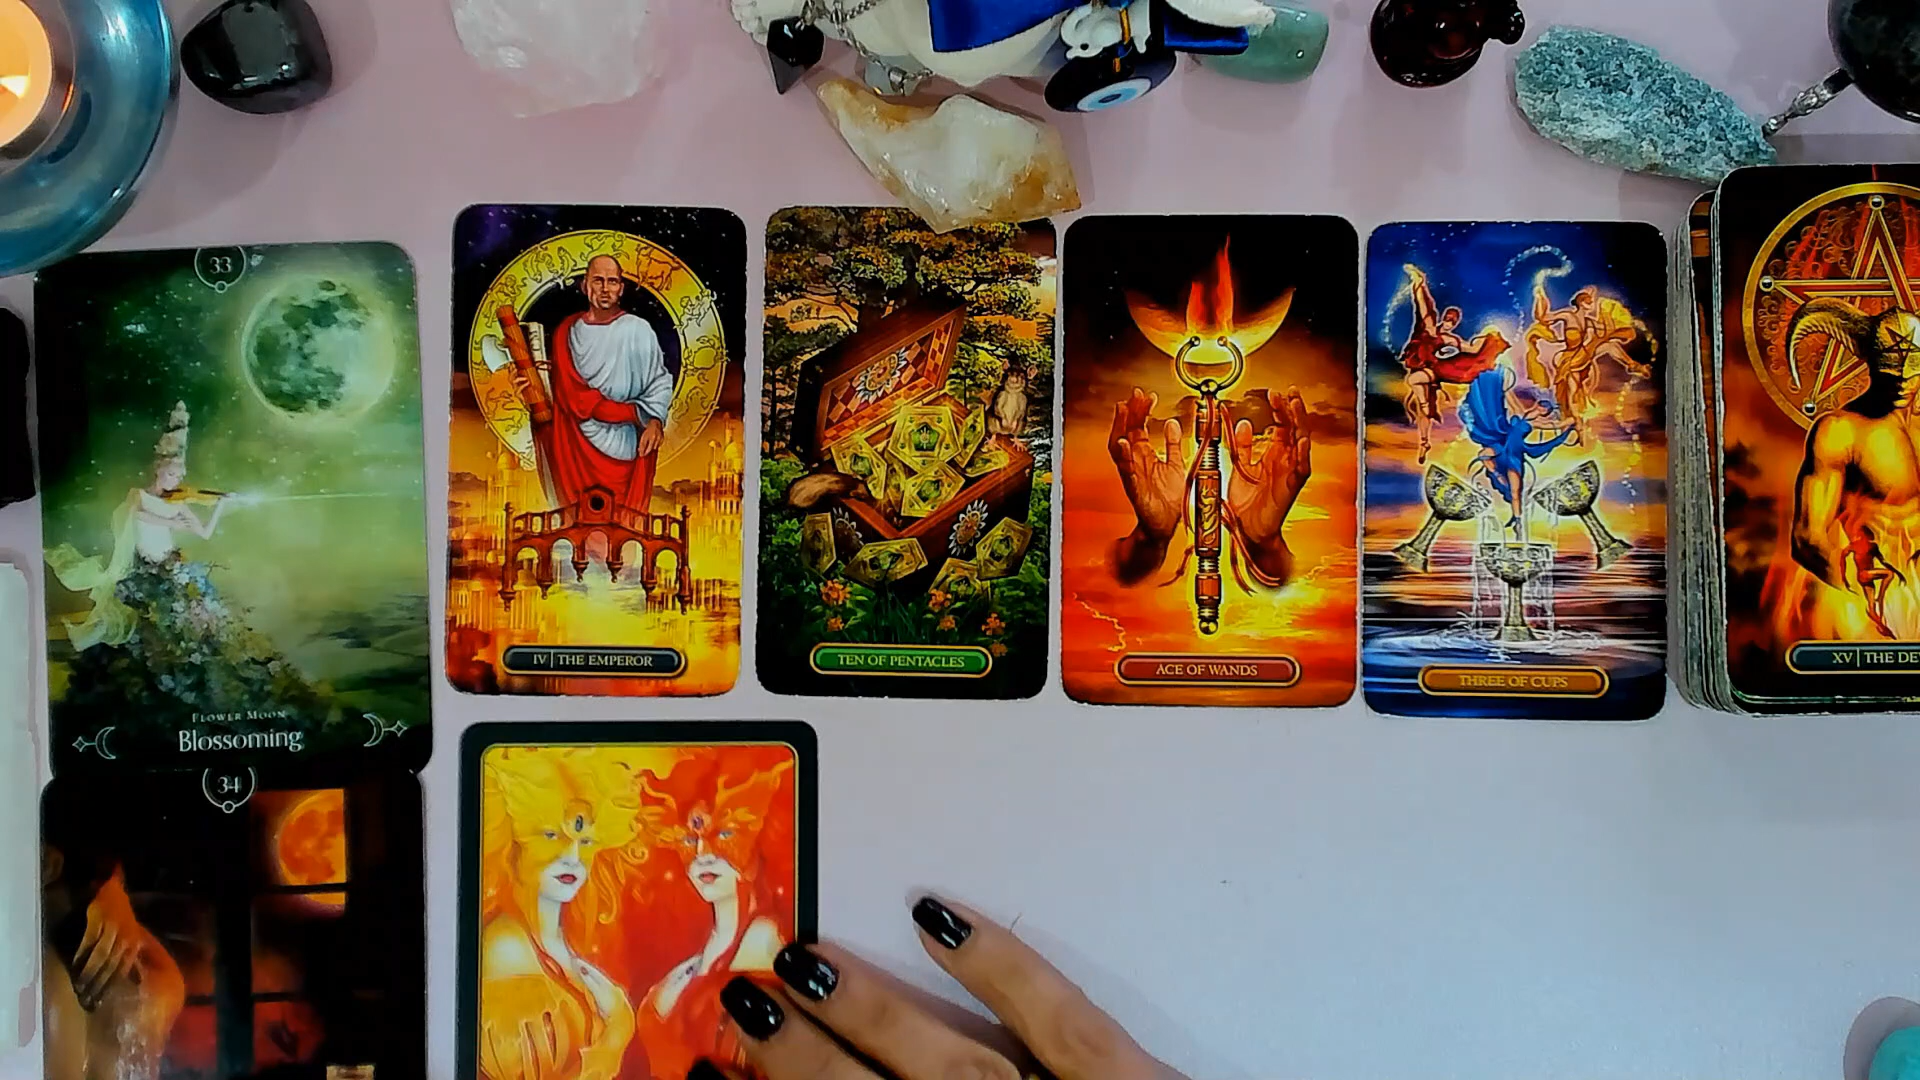 33
FLOWER MOON
Blossoming
34
IV | THE EMPEROR
TEN OF PENTACLES
ACE OF WANDS
THREE OF CUPS
XV | THE DE